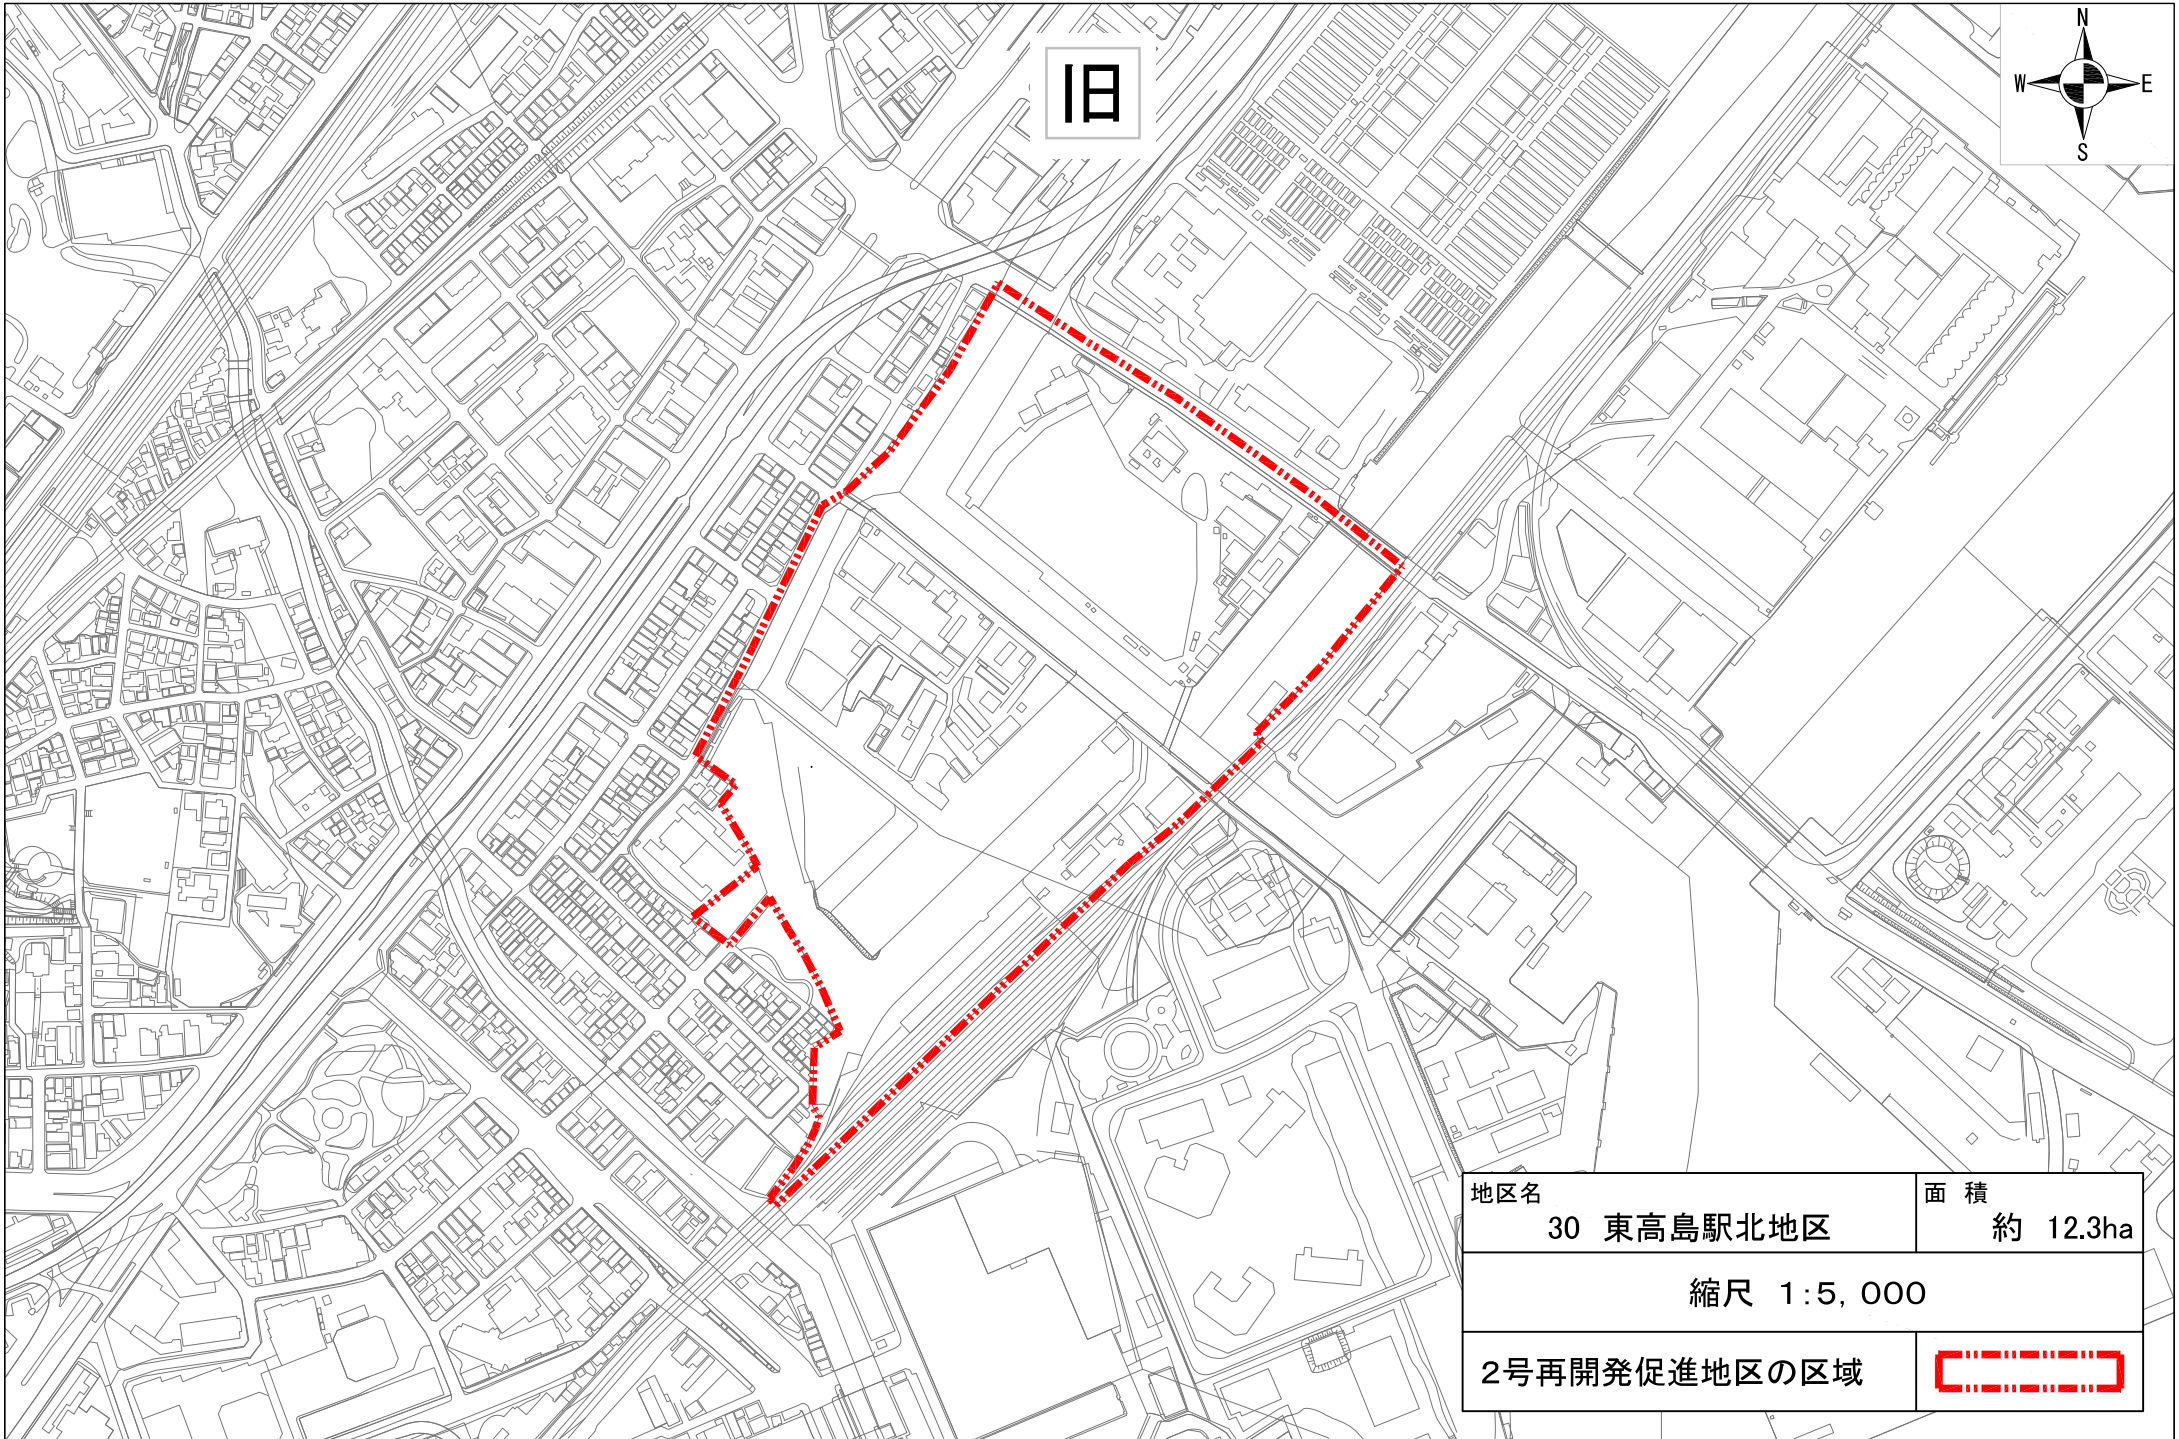 旧
N
W E
S
地区名
30 東高島駅北地区
面 積
約 12.3ha
縮尺 1:5,000
2号再開発促進地区の区域